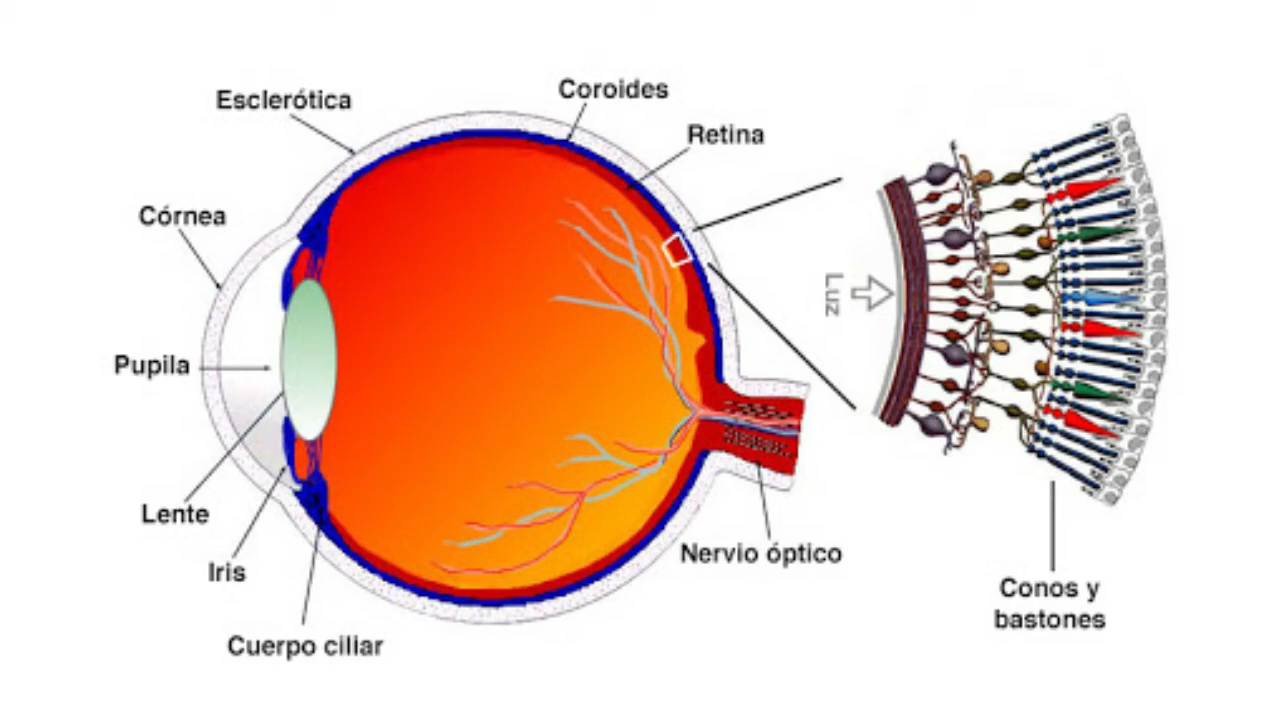 Coroides
Esclerótica
Retina
Córnea
Luz
Pupila
Lente
Nervio óptico
Iris
Conos y
bastones
Cuerpo ciliar